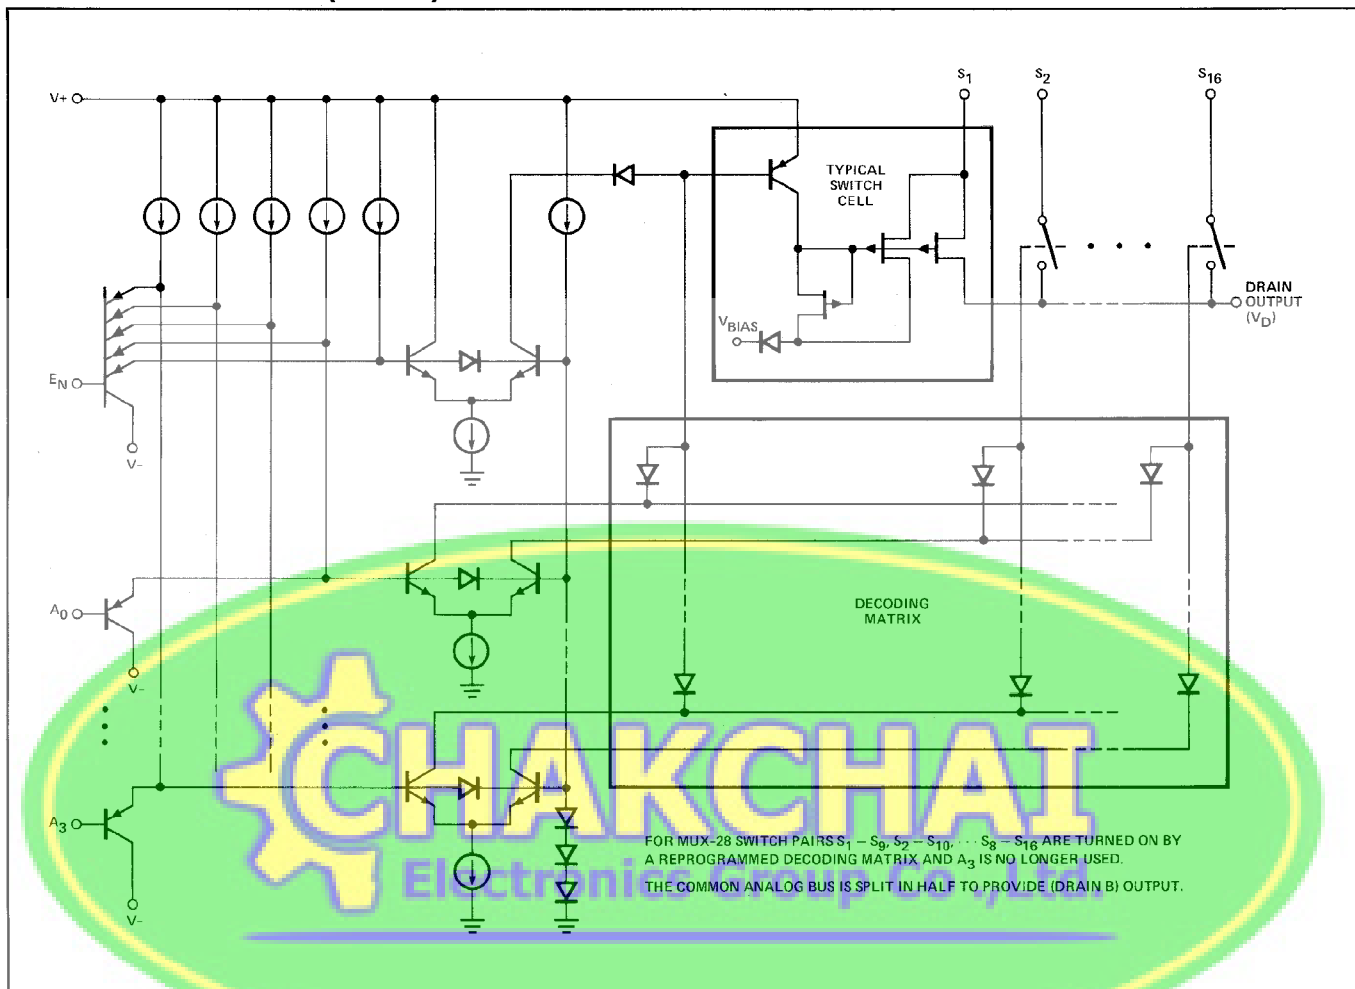 V+
S1
S2
S16
TYPICAL
SWITCH
CELL
DRAIN
OUTPUT
(VD)
VBIAS
EN
V-
DECODING
MATRIX
A0
V-
CHAKCHAI
A3
FOR MUX-28 SWITCH PAIRS S1 – S9, S2 – S10, ··· S8 – S16 ARE TURNED ON BY
A REPROGRAMMED DECODING MATRIX AND A3 IS NO LONGER USED.
Electronics Group Co .,Ltd.
THE COMMON ANALOG BUS IS SPLIT IN HALF TO PROVIDE (DRAIN B) OUTPUT.
V-